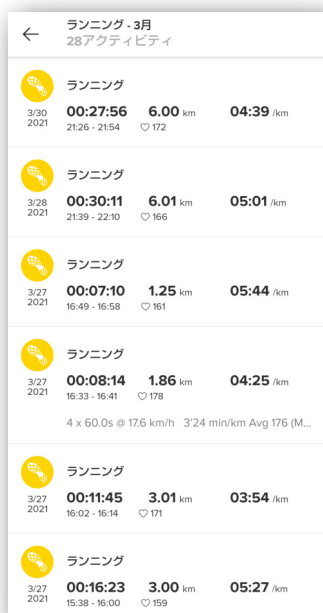 ランニング - 3月
28アクティビティ
ランニング
3/30
2021
00:27:56 6.00 km 04:39 /km
21:26 - 21:54 ♡ 172
ランニング
3/28
2021
00:30:11 6.01 km 05:01 /km
21:39 - 22:10 ♡ 166
ランニング
3/27
2021
00:07:10 1.25 km 05:44 /km
16:49 - 16:58 ♡ 161
ランニング
3/27
2021
00:08:14 1.86 km 04:25 /km
16:33 - 16:41 ♡ 178
4 x 60.0s @ 17.6 km/h 3'24 min/km Avg 176 (M...
ランニング
3/27
2021
00:11:45 3.01 km 03:54 /km
16:02 - 16:14 ♡ 171
ランニング
3/27
2021
00:16:23 3.00 km 05:27 /km
15:38 - 16:00 ♡ 159